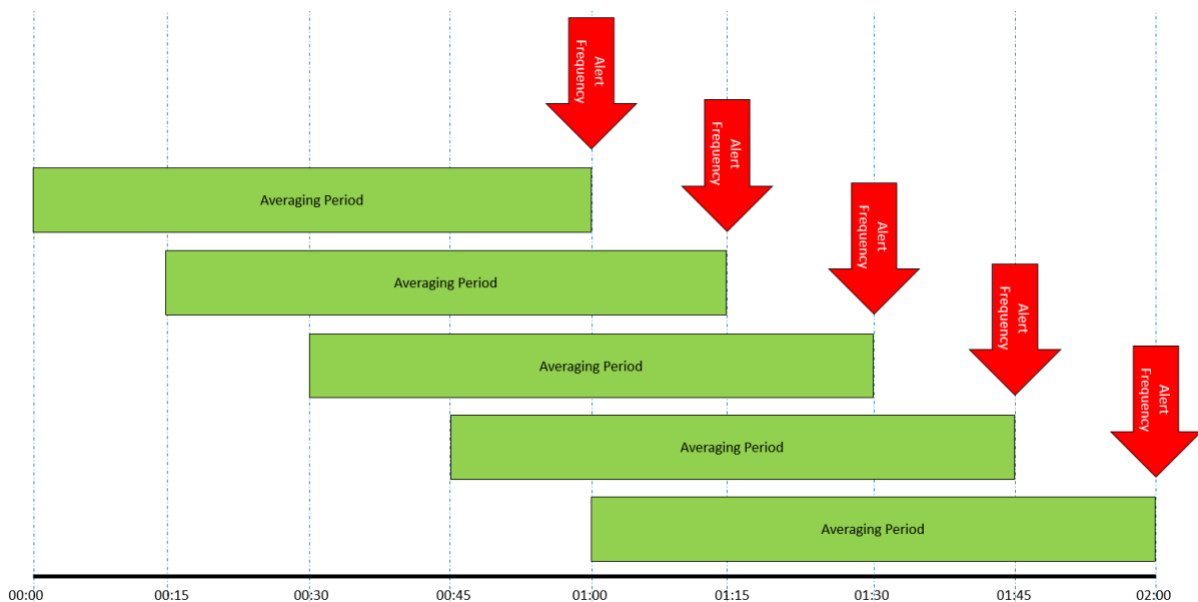 Alert
Frequency
Alert
Frequency
Averaging Period
Alert
Frequency
Averaging Period
Alert
Frequency
Averaging Period
Alert
Frequency
Averaging Period
Averaging Period
00:00 00:15 00:30 00:45 01:00 01:15 01:30 01:45 02:00